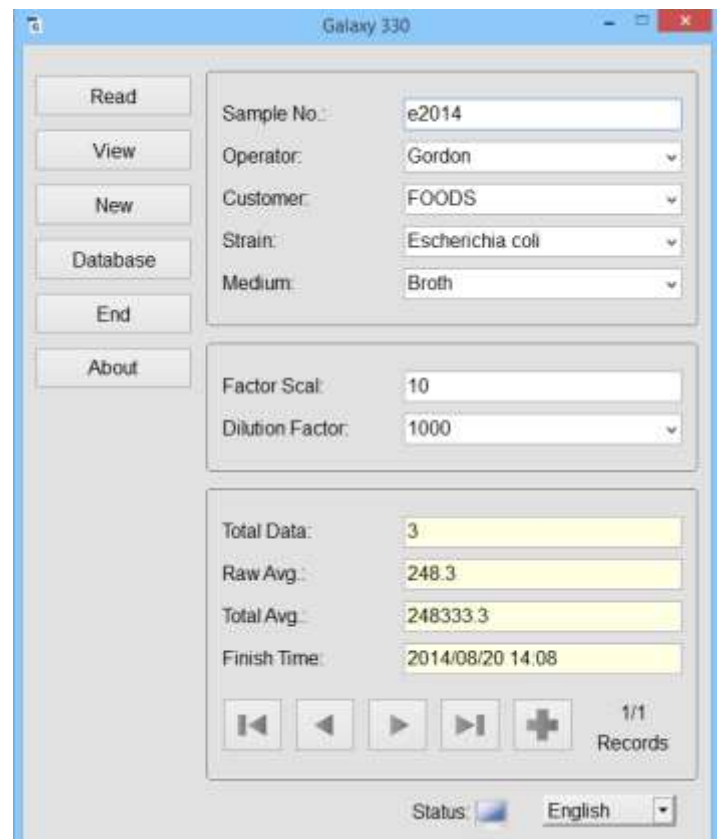 Galaxy 330
Read
View
New
Database
End
About
Sample No.: e2014
Operator: Gordon
Customer: FOODS
Strain: Escherichia coli
Medium: Broth
Factor Scal: 10
Dilution Factor: 1000
Total Data: 3
Raw Avg.: 248.3
Total Avg.: 248333.3
Finish Time: 2014/08/20 14:08
1/1
Records
Status: English